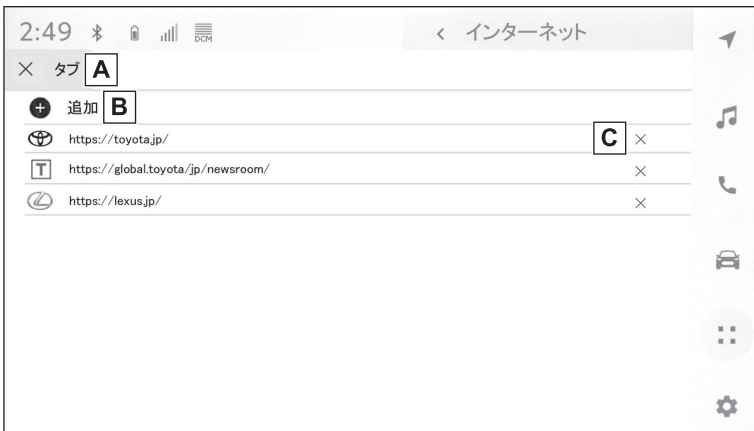 2:49 DCM く インターネット
× タブ A
追加 B
https://toyota.jp/ C ×
T https://global.toyota/jp/newsroom/ ×
https://lexus.jp/ ×